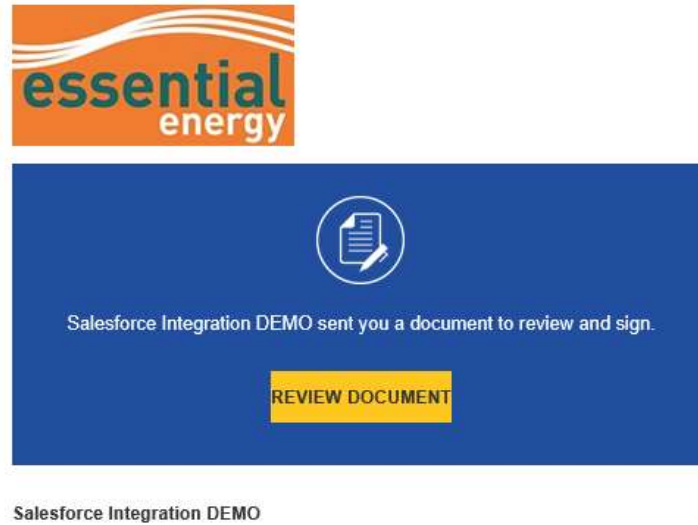 essential
energy
Salesforce Integration DEMO sent you a document to review and sign.
REVIEW DOCUMENT
Salesforce Integration DEMO